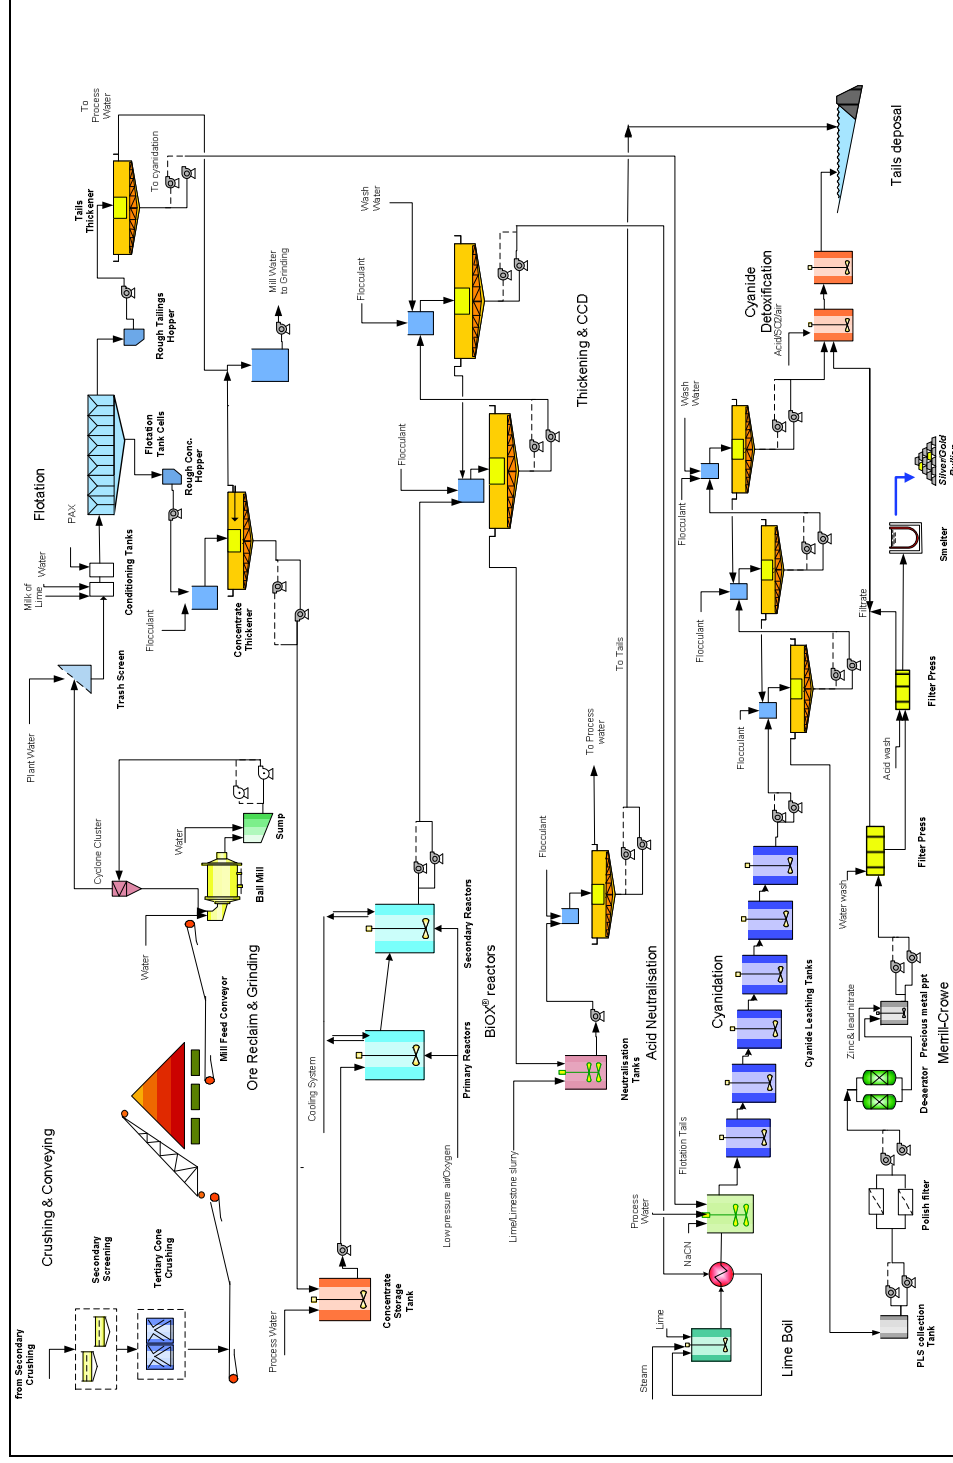 Crushing & Conveying
from Secondary
Crushing
Secondary
Screening
Tertiary Cone
Crushing
Ore Reclaim & Grinding
Mill Feed Conveyor
Water
Cyclone Cluster
Ball Mill
Water
Sump
Plant Water
Trash Screen
Flotation
Milk of
Lime
Water
PAX
Conditioning Tanks
Flotation
Tank Cells
Rough Conc.
Hopper
Rough Tailings
Hopper
Tails
Thickener
To
Process
Water
To cyanidation
Flocculant
Concentrate
Thickener
Mill Water
to Grinding
Process Water
Concentrate
Storage
Tank
Cooling System
Low pressure air/Oxygen
Primary Reactors
Secondary Reactors
BiOX® reactors
Flocculant
Flocculant
Wash
Water
Thickening & CCD
Lime/Limestone slurry
Neutralisation
Tanks
Acid Neutralisation
Flocculant
To Process
water
To Tails
Steam
Lime
Lime Boil
NaCN
Process
Water
Flotation Tails
Cyanidation
Cyanide Leaching Tanks
Flocculant
Flocculant
Flocculant
Wash
Water
Acid/SO2/air
Cyanide
Detoxification
Tails deposal
PLS collection
Tank
Polish filter
De-aerator
Zinc & lead nitrate
Precious metal ppt
Merrill-Crowe
Water wash
Filter Press
Acid wash
Filter Press
Filtrate
Smelter
Silver/Gold